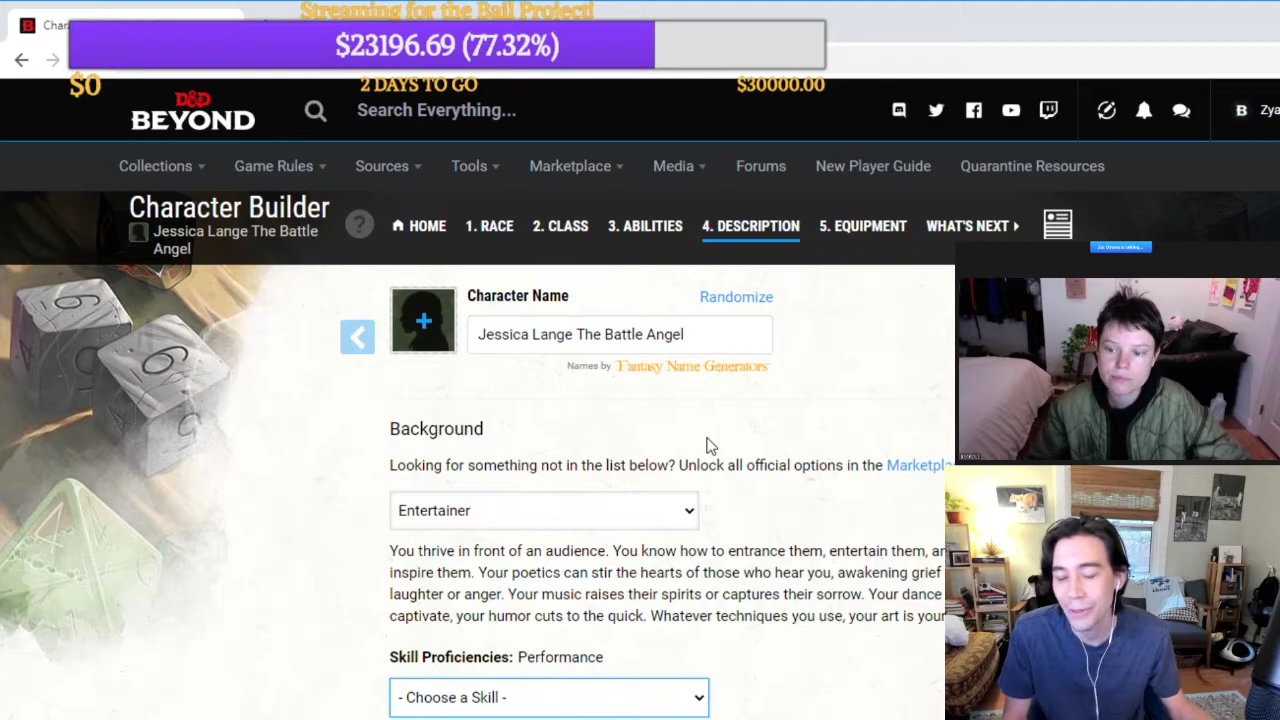 Streaming for the Bail Project!
$23196.69 (77.32%)
$0
2 DAYS TO GO
$30000.00
D&D
BEYOND
Search Everything...
Zya
Collections
Game Rules
Sources
Tools
Marketplace
Media
Forums
New Player Guide
Quarantine Resources
Character Builder
Jessica Lange The Battle
Angel
?
HOME
1. RACE
2. CLASS
3. ABILITIES
4. DESCRIPTION
5. EQUIPMENT
WHAT'S NEXT
Character Name
Randomize
Jessica Lange The Battle Angel
Names by Fantasy Name Generators
Background
Looking for something not in the list below? Unlock all official options in the Marketpla
Entertainer
You thrive in front of an audience. You know how to entrance them, entertain them, an
inspire them. Your poetics can stir the hearts of those who hear you, awakening grief
laughter or anger. Your music raises their spirits or captures their sorrow. Your dance
captivate, your humor cuts to the quick. Whatever techniques you use, your art is your
Skill Proficiencies: Performance
- Choose a Skill -